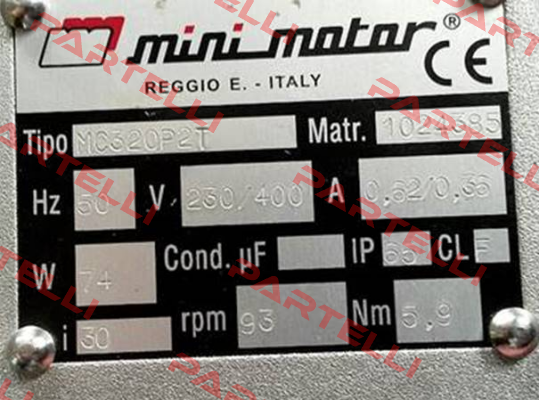 mini motor®
REGGIO E. - ITALY
CE
Tipo MC320P2T Matr. 1024385
Hz 50 V 230/400 A 0,62/0,36
W 74 Cond. µF IP 65 CL F
i 30 rpm 93 Nm 5,9
PARTELLI